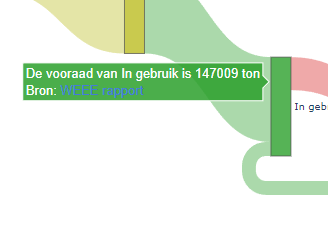 De vooraad van In gebruik is 147009 ton
Bron: WEEE rapport
In geb